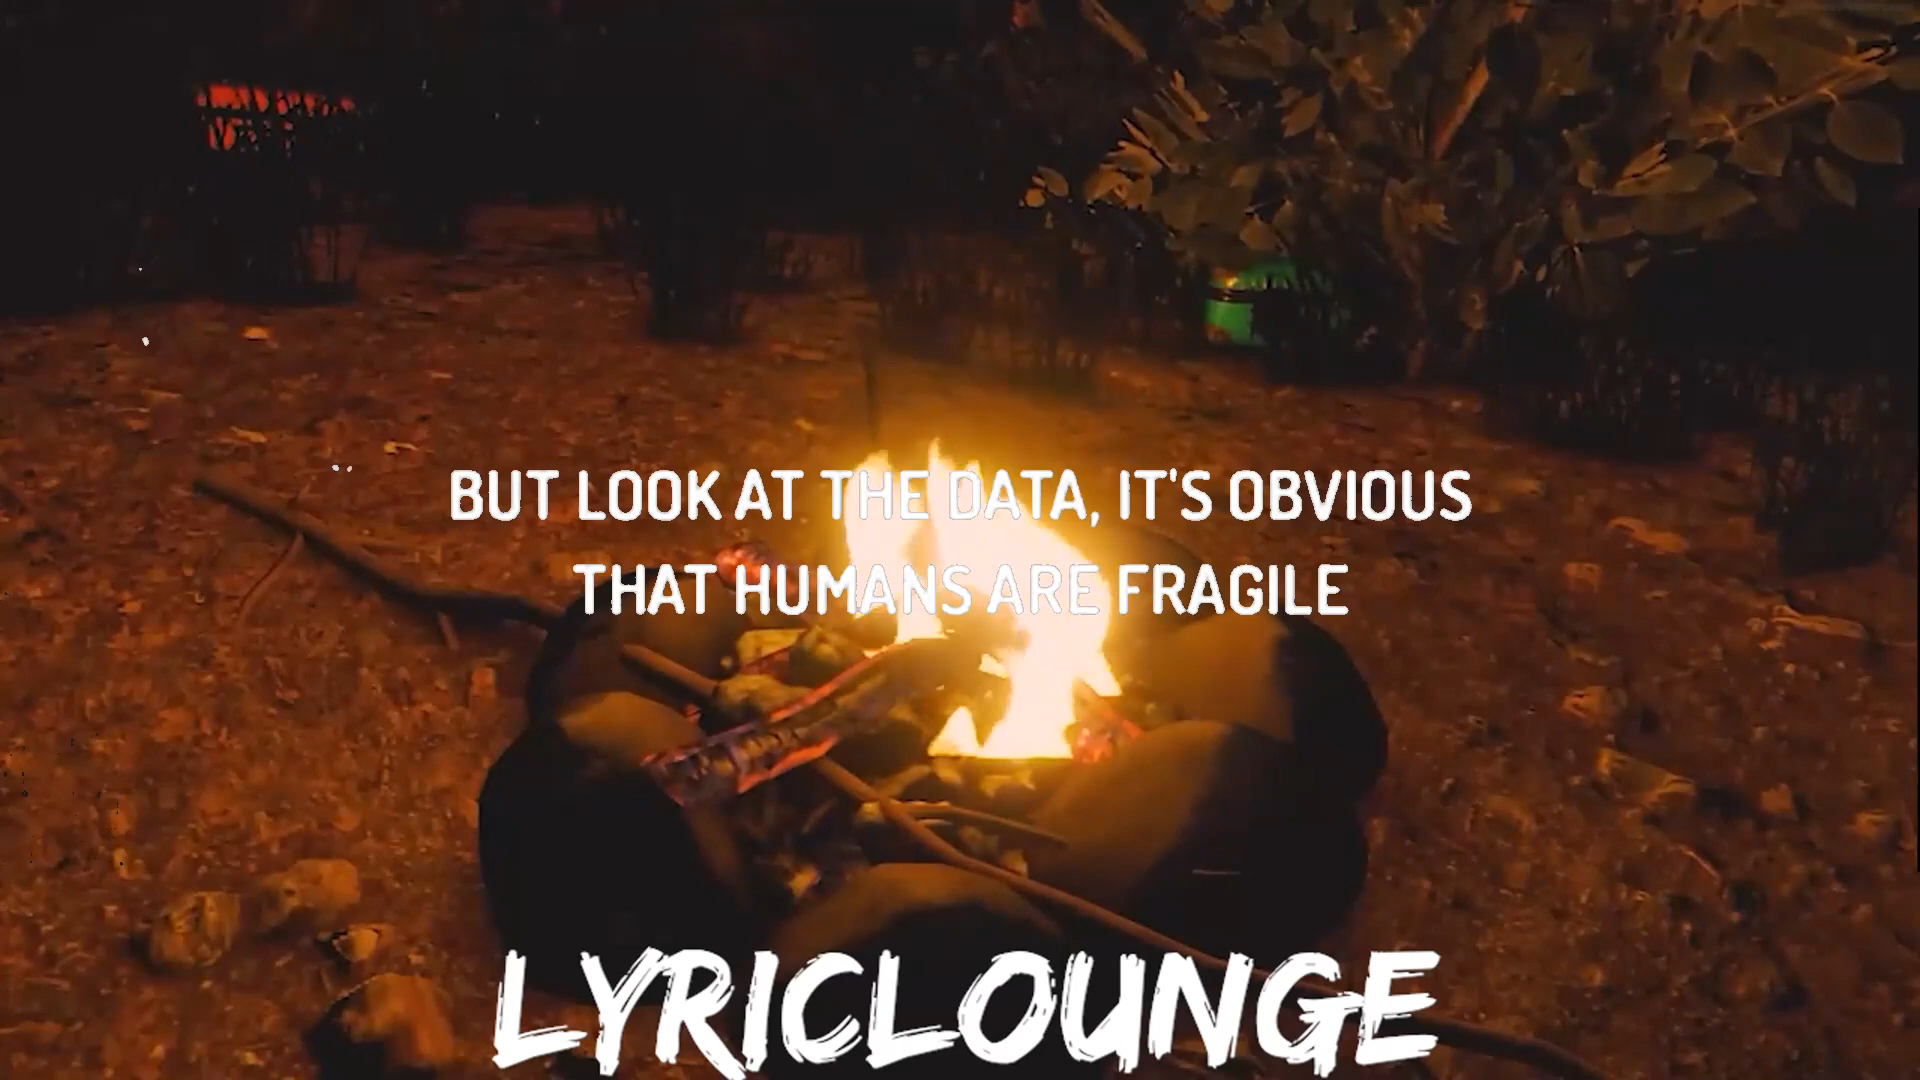 BUT LOOK AT THE DATA, IT'S OBVIOUS
THAT HUMANS ARE FRAGILE
LYRICLOUNGE